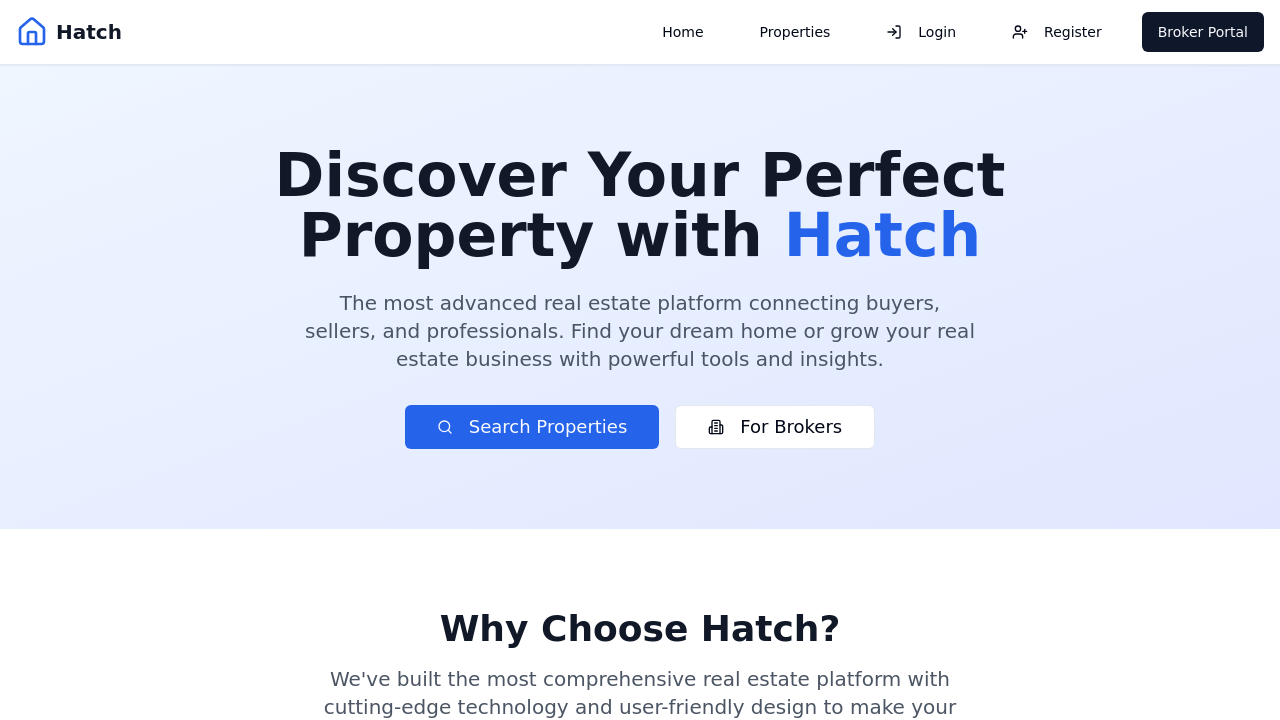 Hatch
Home
Properties
Login
Register
Broker Portal
Discover Your Perfect
Property with Hatch
The most advanced real estate platform connecting buyers,
sellers, and professionals. Find your dream home or grow your real
estate business with powerful tools and insights.
Search Properties
For Brokers
Why Choose Hatch?
We've built the most comprehensive real estate platform with
cutting-edge technology and user-friendly design to make your